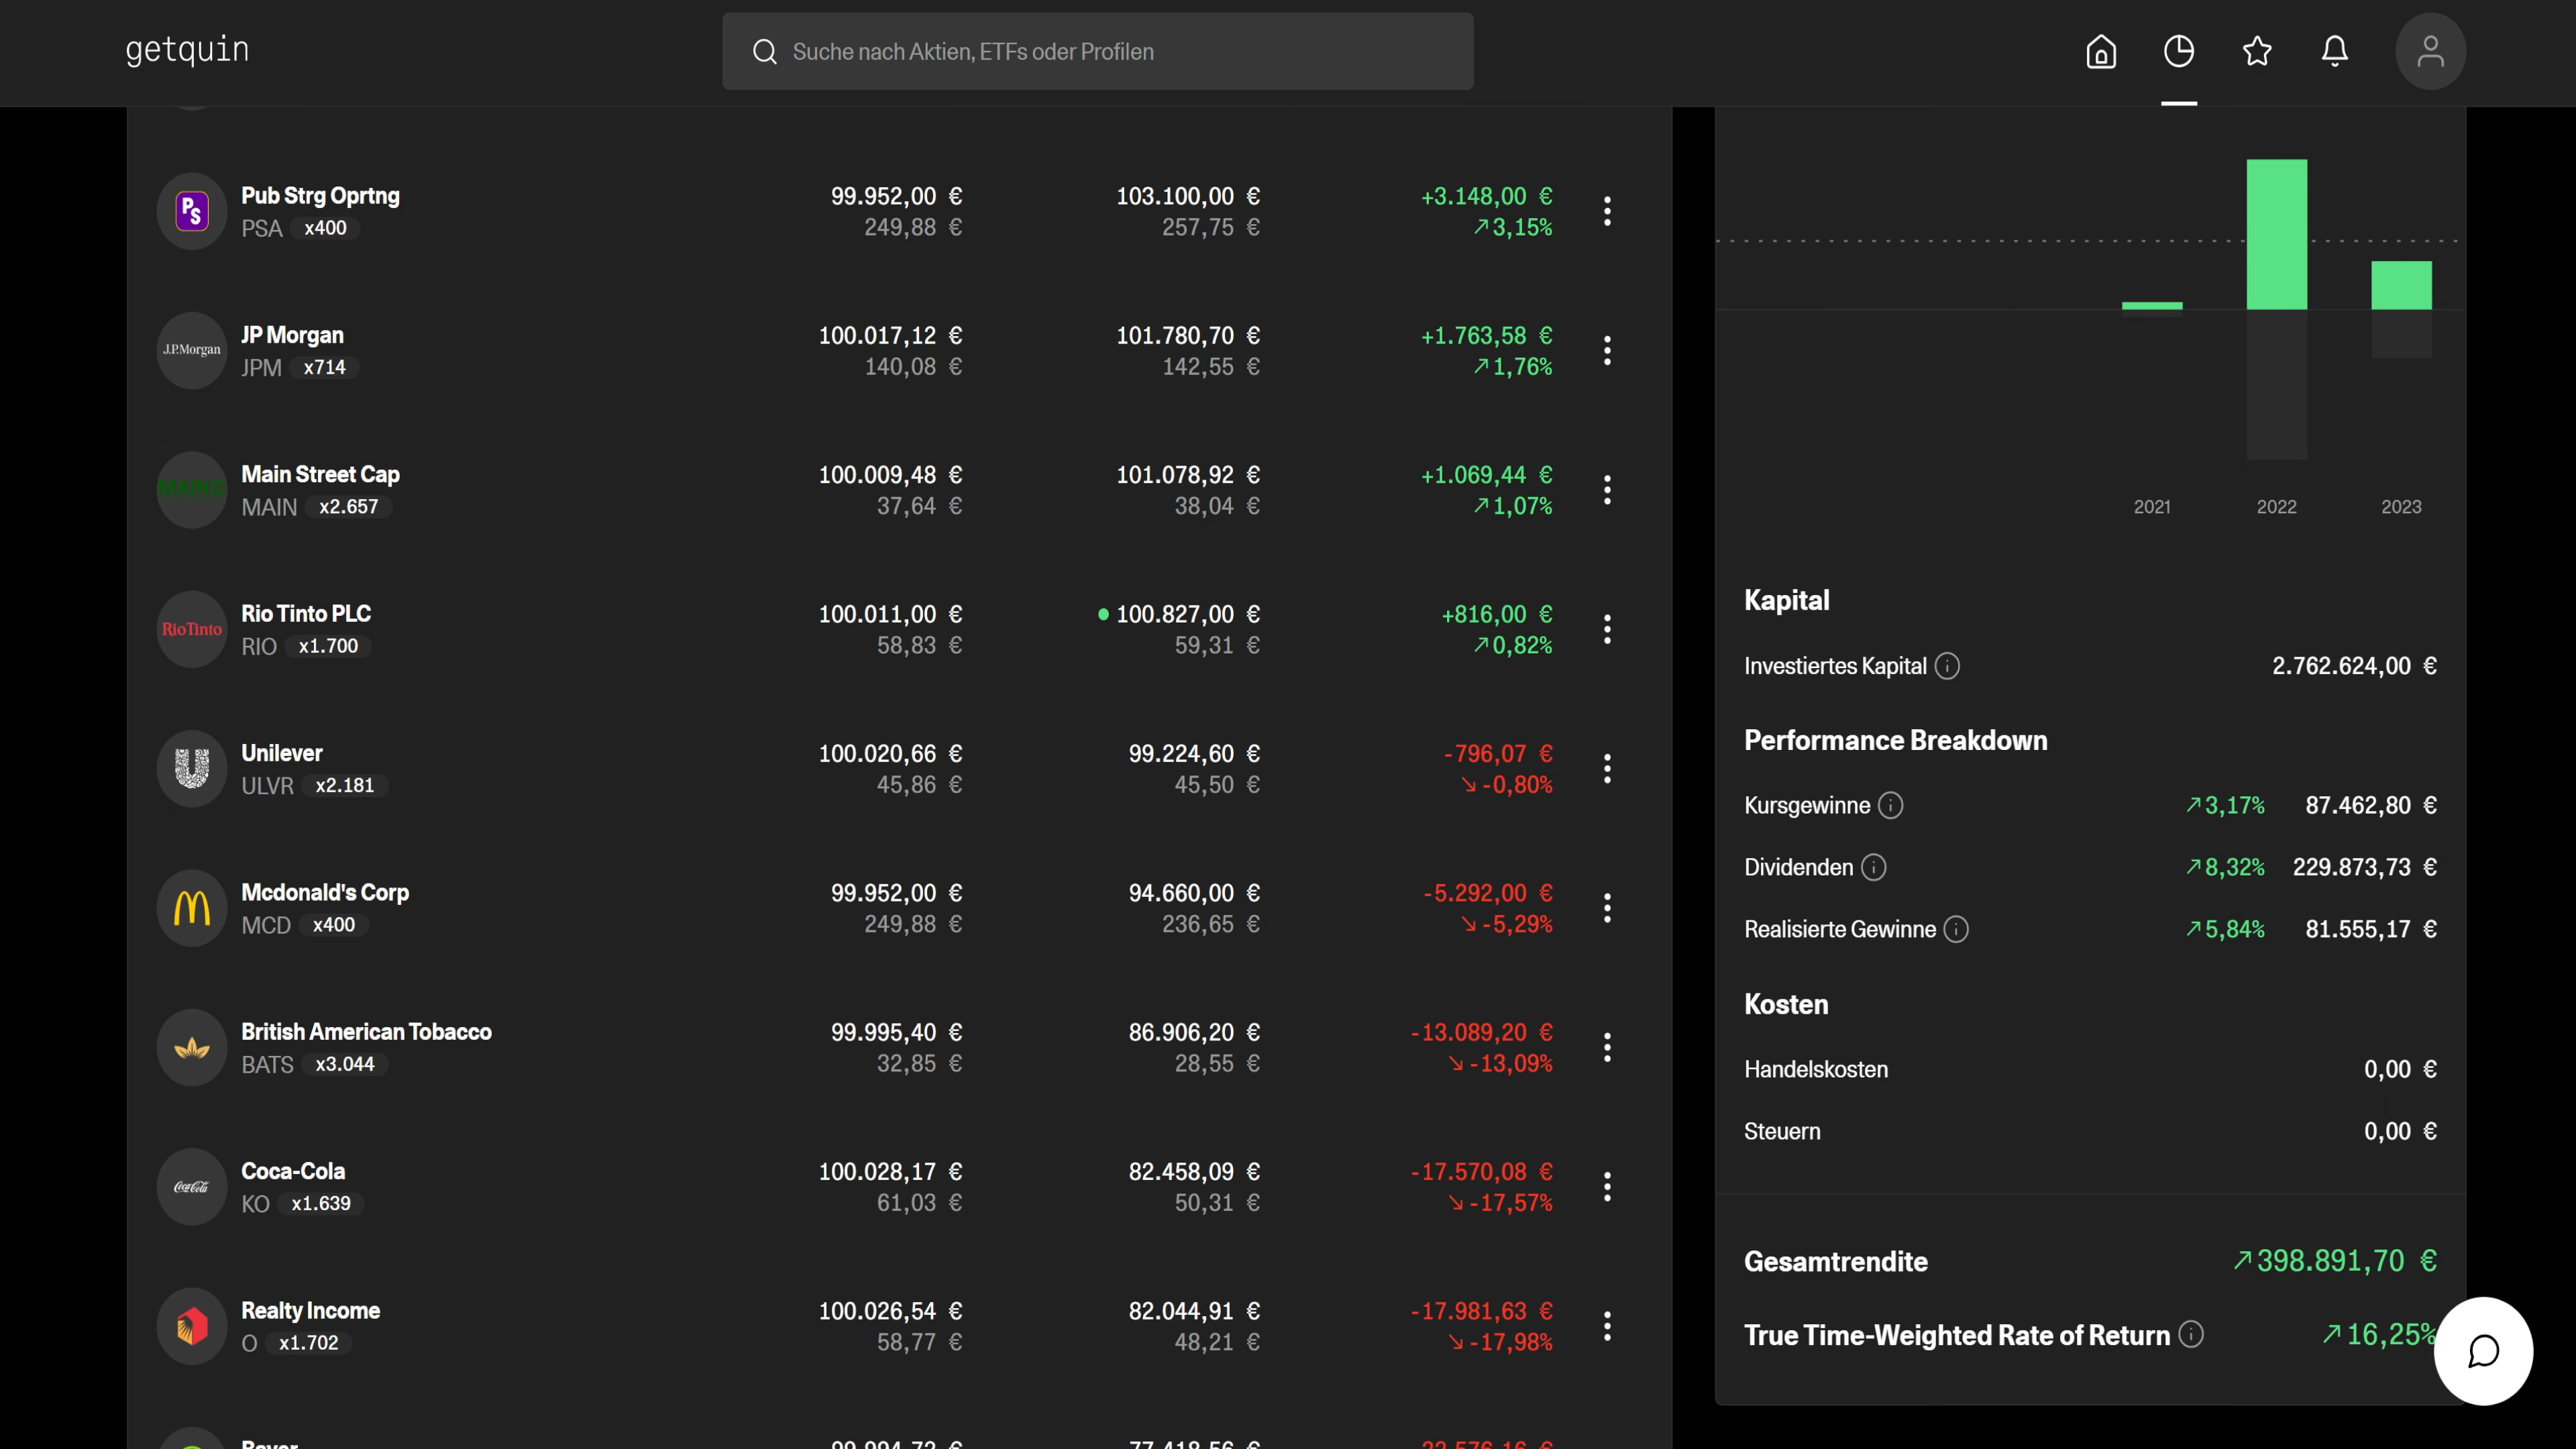 getquin
Suche nach Aktien, ETFs oder Profilen
PS
Pub Strg Oprtng
PSA x400
99.952,00 €
249,88 €
103.100,00 €
257,75 €
+3.148,00 €
↗3,15%
J.P.Morgan
JP Morgan
JPM x714
100.017,12 €
140,08 €
101.780,70 €
142,55 €
+1.763,58 €
↗1,76%
Main Street Cap
MAIN x2.657
100.009,48 €
37,64 €
101.078,92 €
38,04 €
+1.069,44 €
↗1,07%
RioTinto
Rio Tinto PLC
RIO x1.700
100.011,00 €
58,83 €
100.827,00 €
59,31 €
+816,00 €
↗0,82%
Unilever
ULVR x2.181
100.020,66 €
45,86 €
99.224,60 €
45,50 €
-796,07 €
↘-0,80%
Mcdonald's Corp
MCD x400
99.952,00 €
249,88 €
94.660,00 €
236,65 €
-5.292,00 €
↘-5,29%
British American Tobacco
BATS x3.044
99.995,40 €
32,85 €
86.906,20 €
28,55 €
-13.089,20 €
↘-13,09%
Coca-Cola
Coca-Cola
KO x1.639
100.028,17 €
61,03 €
82.458,09 €
50,31 €
-17.570,08 €
↘-17,57%
Realty Income
O x1.702
100.026,54 €
58,77 €
82.044,91 €
48,21 €
-17.981,63 €
↘-17,98%
2021 2022 2023
Kapital
Investiertes Kapital 2.762.624,00 €
Performance Breakdown
Kursgewinne ↗3,17% 87.462,80 €
Dividenden ↗8,32% 229.873,73 €
Realisierte Gewinne ↗5,84% 81.555,17 €
Kosten
Handelskosten 0,00 €
Steuern 0,00 €
Gesamtrendite ↗398.891,70 €
True Time-Weighted Rate of Return ↗16,25%